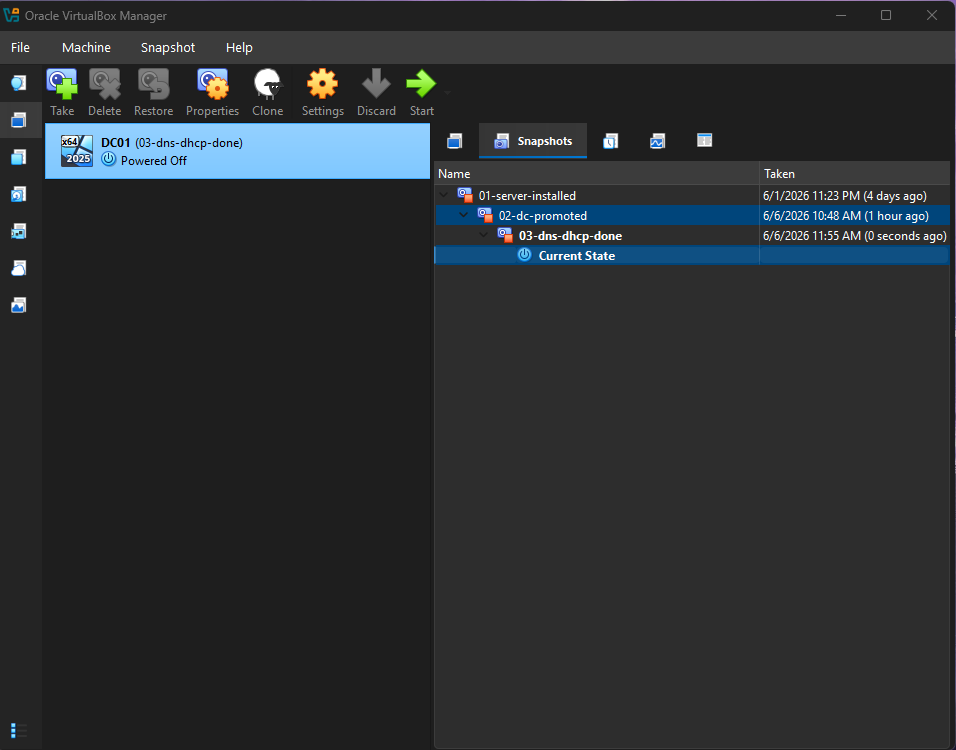 Oracle VirtualBox Manager
File Machine Snapshot Help
Take Delete Restore Properties Clone Settings Discard Start
x64 2025
DC01 (03-dns-dhcp-done)
Powered Off
Snapshots
Name Taken
01-server-installed 6/1/2026 11:23 PM (4 days ago)
02-dc-promoted 6/6/2026 10:48 AM (1 hour ago)
03-dns-dhcp-done 6/6/2026 11:55 AM (0 seconds ago)
Current State